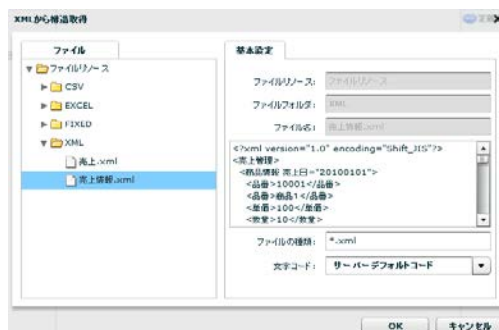 XMLから構造取得
ファイル
ファイルリソース
CSV
EXCEL
FIXED
XML
売上.xml
売上情報.xml
基本設定
ファイルリソース: ファイルリソース
ファイルフォルダ: XML
ファイル名: 売上情報.xml
<?xml version="1.0" encoding="Shift_JIS"?>
<売上管理>
<商品情報 売上日="20100101">
<品番>10001</品番>
<品番>商品1</品番>
<単価>100</単価>
<数量>10</数量>
ファイルの種類: *.xml
文字コード: サーバーデフォルトコード
OK キャンセル